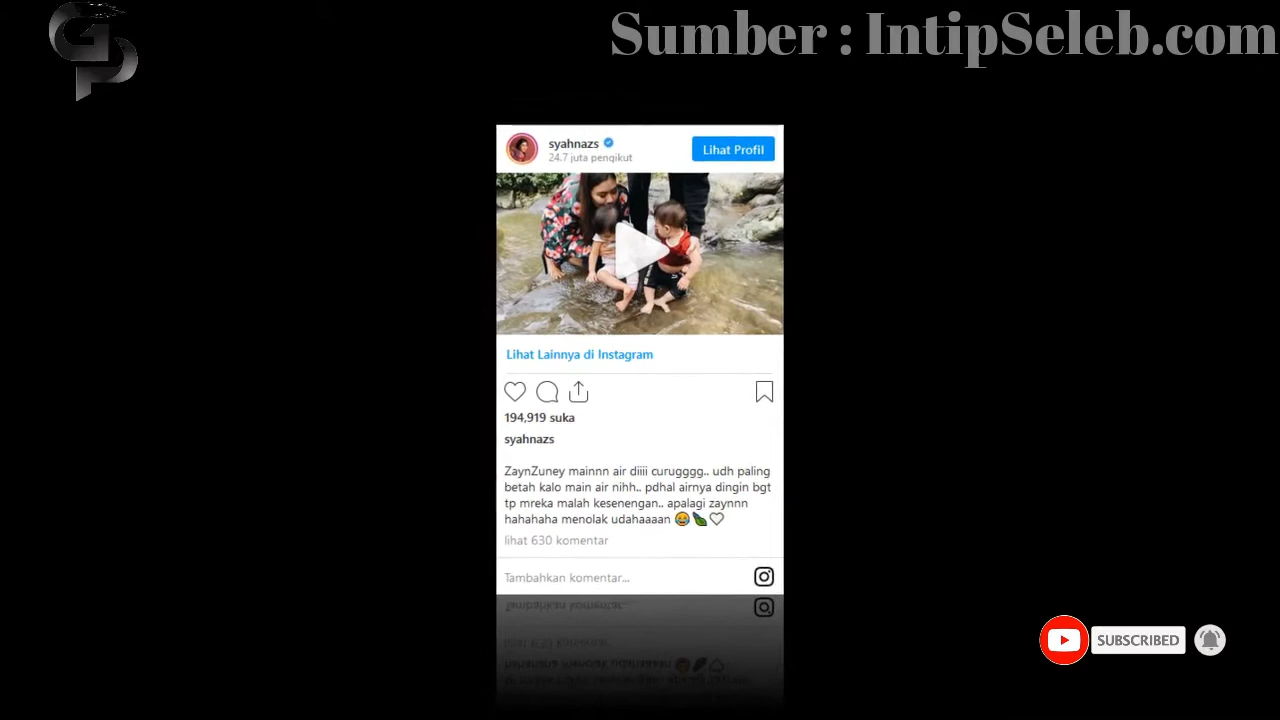 Sumber : IntipSeleb.com
syahnazs
24.7 juta pengikut
Lihat Profil
Lihat Lainnya di Instagram
194,919 suka
syahnazs
ZaynZuney mainnn air diiii curugggg.. udh paling
betah kalo main air nihh.. pdhal airnya dingin bgt
tp mreka malah kesenengan.. apalagi zaynnn
hahahaha menolak udahaaaan 😂🍃🤍
lihat 630 komentar
Tambahkan komentar...
SUBSCRIBED